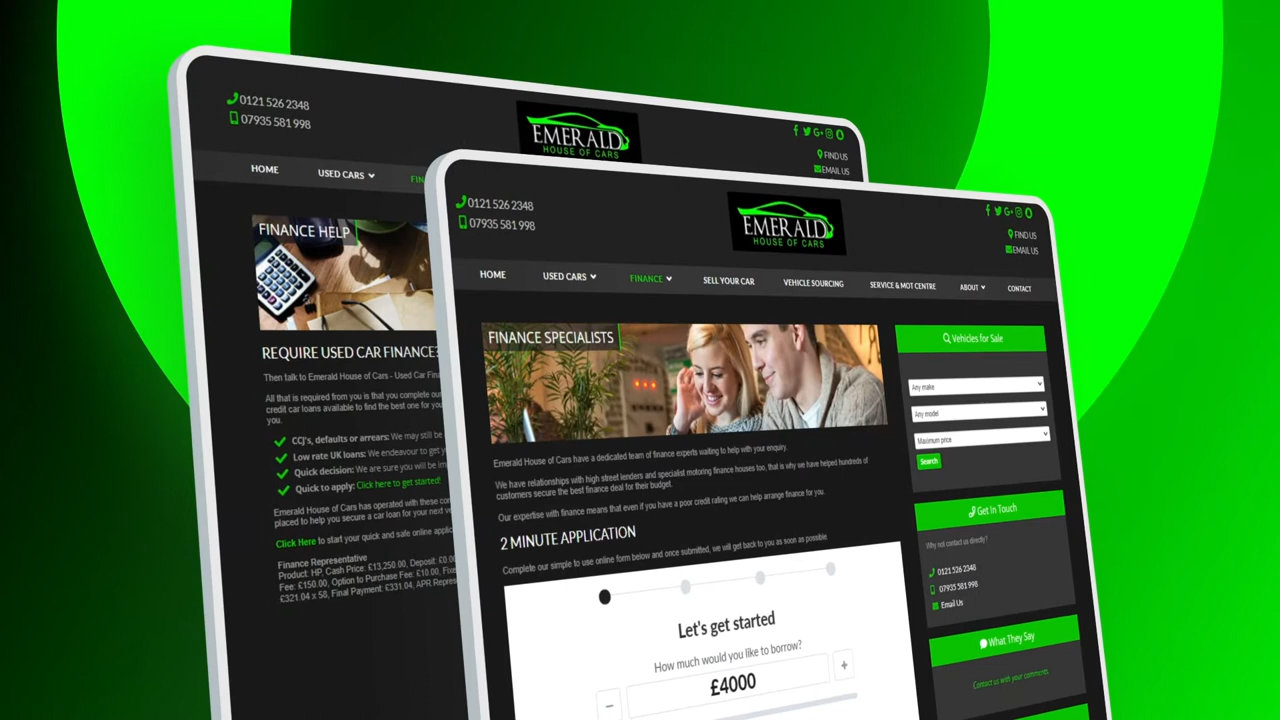 0121 526 2348
07935 581 998
EMERALD
HOUSE OF CARS
FIND US
EMAIL US
HOME
USED CARS
FIN
FINANCE HELP
REQUIRE USED CAR FINANCE?
Then talk to Emerald House of Cars - Used Car Fin
All that is required from you is that you complete our
credit car loans available to find the best one for you
you.
CCJ's, defaults or arrears: We may still be
Low rate UK loans: We endeavour to get y
Quick decision: We are sure you will be im
Quick to apply: Click here to get started!
Emerald House of Cars has operated with these con
placed to help you secure a car loan for your next v
Click Here to start your quick and safe online applic
Finance Representative
Product: HP, Cash Price: £13,250.00, Deposit: £0.0
Fee: £150.00, Option to Purchase Fee: £10.00, Fixe
£321.04 x 58, Final Payment: £331.04, APR Repres
0121 526 2348
07935 581 998
EMERALD
HOUSE OF CARS
FIND US
EMAIL US
HOME USED CARS FINANCE SELL YOUR CAR VEHICLE SOURCING SERVICE & MOT CENTRE ABOUT CONTACT
FINANCE SPECIALISTS
Emerald House of Cars have a dedicated team of finance experts waiting to help with your enquiry.
We have relationships with high street lenders and specialist motoring finance houses too, that is why we have helped hundreds of
customers secure the best finance deal for their budget.
Our expertise with finance means that even if you have a poor credit rating we can help arrange finance for you.
2 MINUTE APPLICATION
Complete our simple to use online form below and once submitted, we will get back to you as soon as possible.
Let's get started
How much would you like to borrow?
− £4000 +
Vehicles for Sale
Any make
Any model
Maximum price
Search
Get In Touch
Why not contact us directly?
0121 526 2348
07935 581 998
Email Us
What They Say
Contact us with your comments